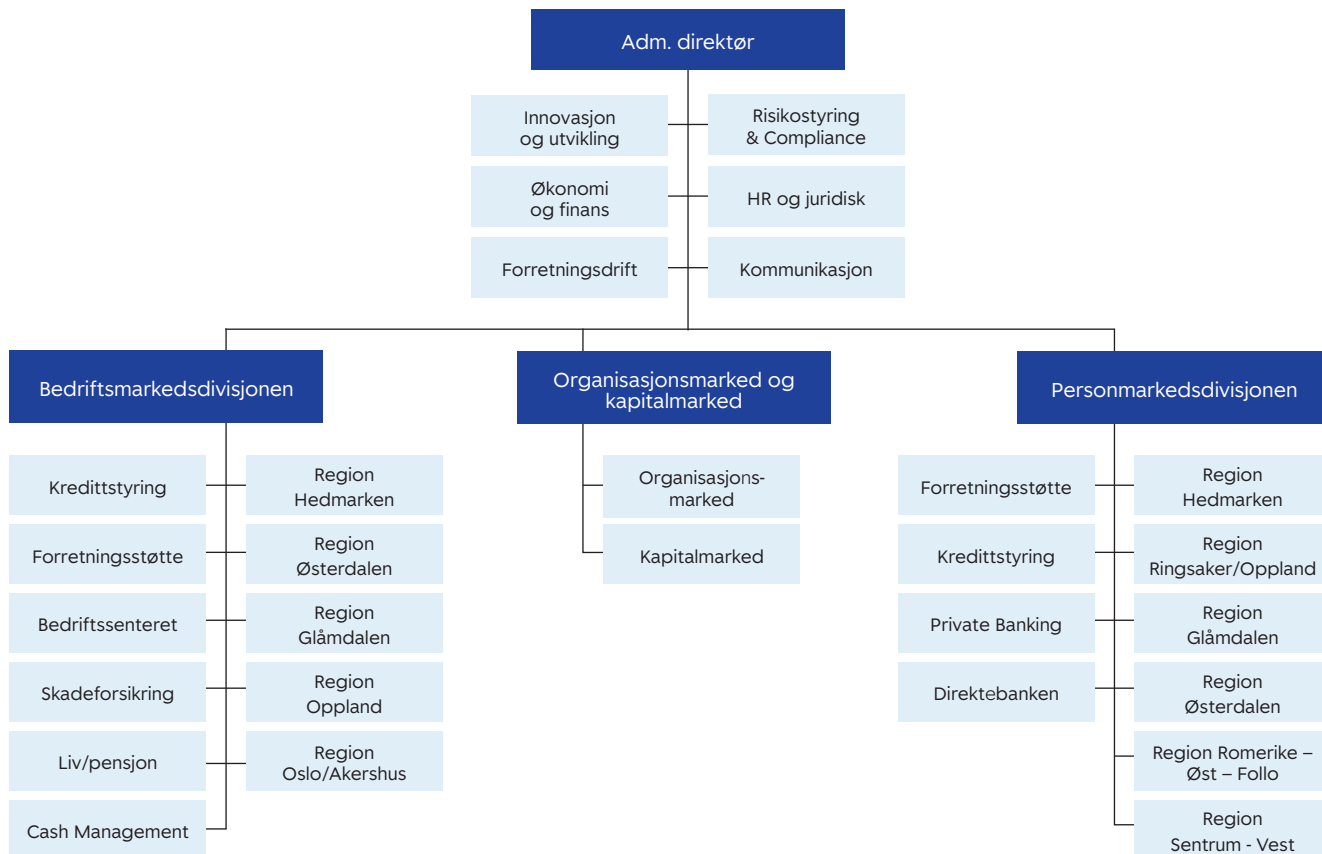 Adm. direktør
Innovasjon
og utvikling
Risikostyring
& Compliance
Økonomi
og finans
HR og juridisk
Forretningsdrift
Kommunikasjon
Bedriftsmarkedsdivisjonen
Organisasjonsmarked og
kapitalmarked
Personmarkedsdivisjonen
Kredittstyring
Region
Hedmarken
Forretningsstøtte
Region
Østerdalen
Bedriftssenteret
Region
Glåmdalen
Skadeforsikring
Region
Oppland
Liv/pensjon
Region
Oslo/Akershus
Cash Management
Organisasjons-
marked
Kapitalmarked
Forretningsstøtte
Region
Hedmarken
Kredittstyring
Region
Ringsaker/Oppland
Private Banking
Region
Glåmdalen
Direktebanken
Region
Østerdalen
Region Romerike –
Øst – Follo
Region
Sentrum - Vest